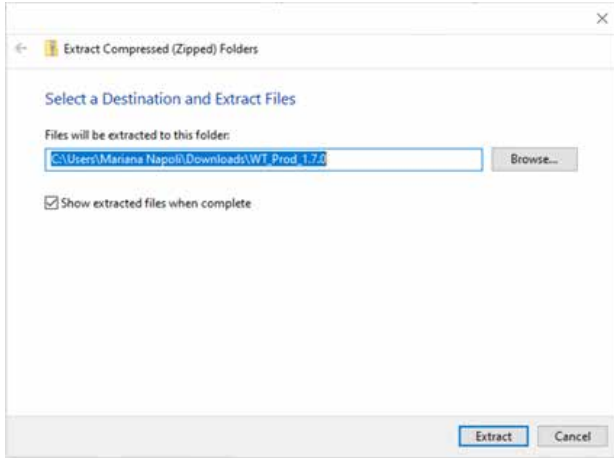 Extract Compressed (Zipped) Folders
Select a Destination and Extract Files
Files will be extracted to this folder:
C:\Users\Mariana Napoli\Downloads\WT_Prod_1.7.0
Browse...
Show extracted files when complete
Extract
Cancel